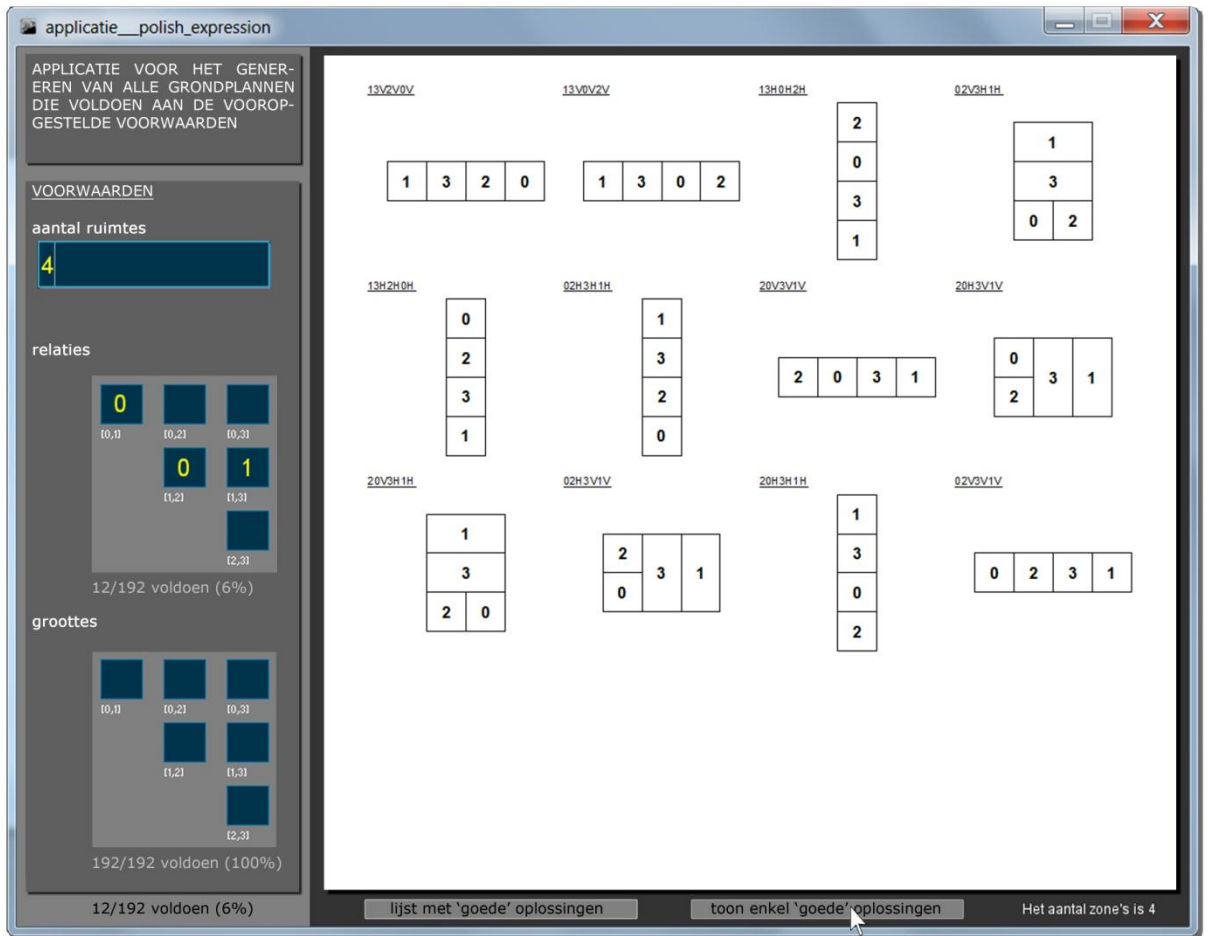 applicatie__polish_expression
APPLICATIE VOOR HET GENER-
EREN VAN ALLE GRONDPLANNEN
DIE VOLDOEN AAN DE VOOROP-
GESTELDE VOORWAARDEN
VOORWAARDEN
aantal ruimtes
4
relaties
0
[0,1] [0,2] [0,3]
0 1
[1,2] [1,3]
[2,3]
12/192 voldoen (6%)
groottes
[0,1] [0,2] [0,3]
[1,2] [1,3]
[2,3]
192/192 voldoen (100%)
12/192 voldoen (6%)
13V2V0V 13V0V2V 13H0H2H 02V3H1H
1 3 2 0
1 3 0 2
2
0
3
1
1
3
0 2
13H2H0H 02H3H1H 20V3V1V 20H3V1V
0
2
3
1
1
3
2
0
2 0 3 1
0
2
3 1
20V3H1H 02H3V1V 20H3H1H 02V3V1V
1
3
2 0
2
0
3 1
1
3
0
2
0 2 3 1
lijst met ‘goede’ oplossingen
toon enkel ‘goede’ oplossingen
Het aantal zone's is 4